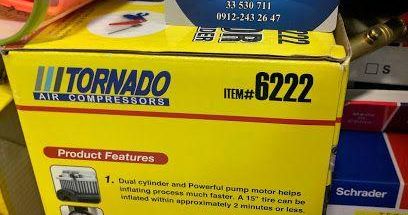 33 530 711
0912-243 26 47
6222
TORNADO
AIR COMPRESSORS
ITEM#6222
S
Product Features
1. Dual cylinder and Powerful pump motor helps
inflating process much faster. A 15" tire can be
inflated within approximately 2 minutes or less.
Schrader